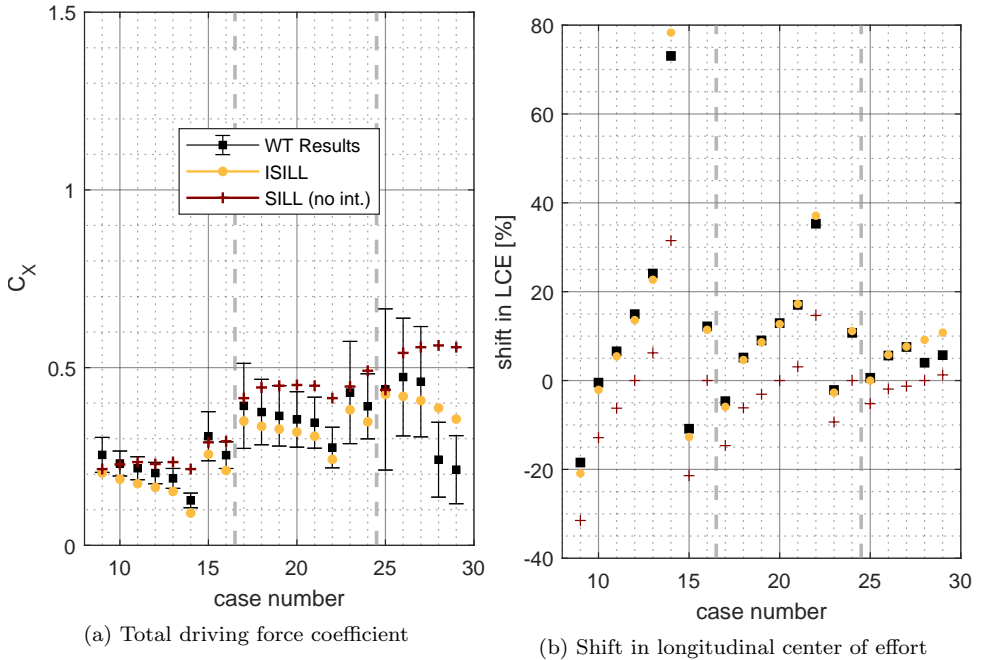 1.5
1
0.5
0
C_X
WT Results
ISILL
SILL (no int.)
10 15 20 25 30
case number
(a) Total driving force coefficient
80
60
40
20
0
-20
-40
shift in LCE [%]
10 15 20 25 30
case number
(b) Shift in longitudinal center of effort